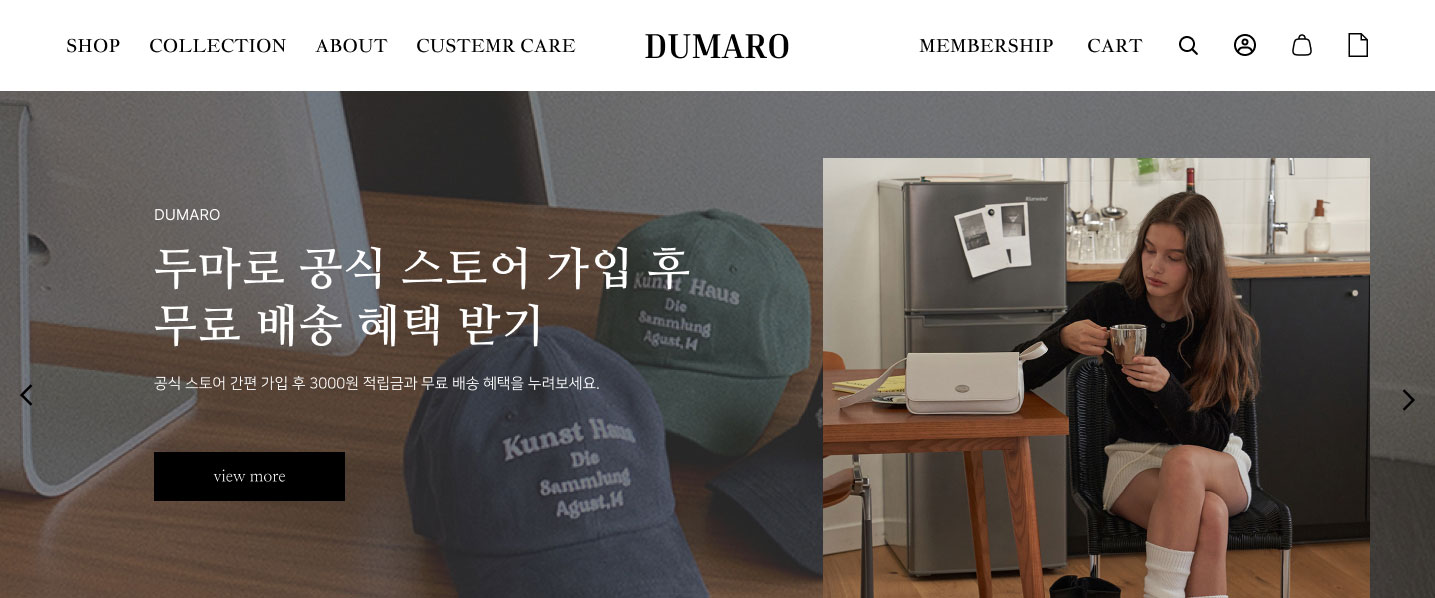 SHOP COLLECTION ABOUT CUSTEMR CARE DUMARO MEMBERSHIP CART
DUMARO
두마로 공식 스토어 가입 후
무료 배송 혜택 받기
공식 스토어 간편 가입 후 3000원 적립금과 무료 배송 혜택을 누려보세요.
view more
Kunst Haus
Die
Sammlung
Agust,14
Kunst Haus
Die
Sammlung
Agust,14